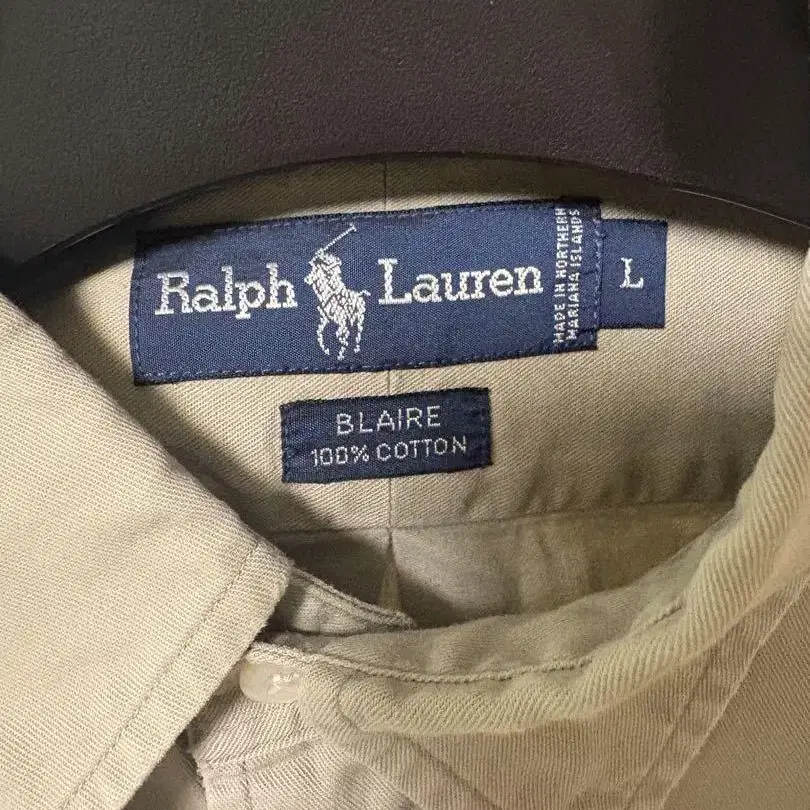 Ralph Lauren
MADE IN NORTHERN
MARIANA ISLANDS
L
BLAIRE
100% COTTON